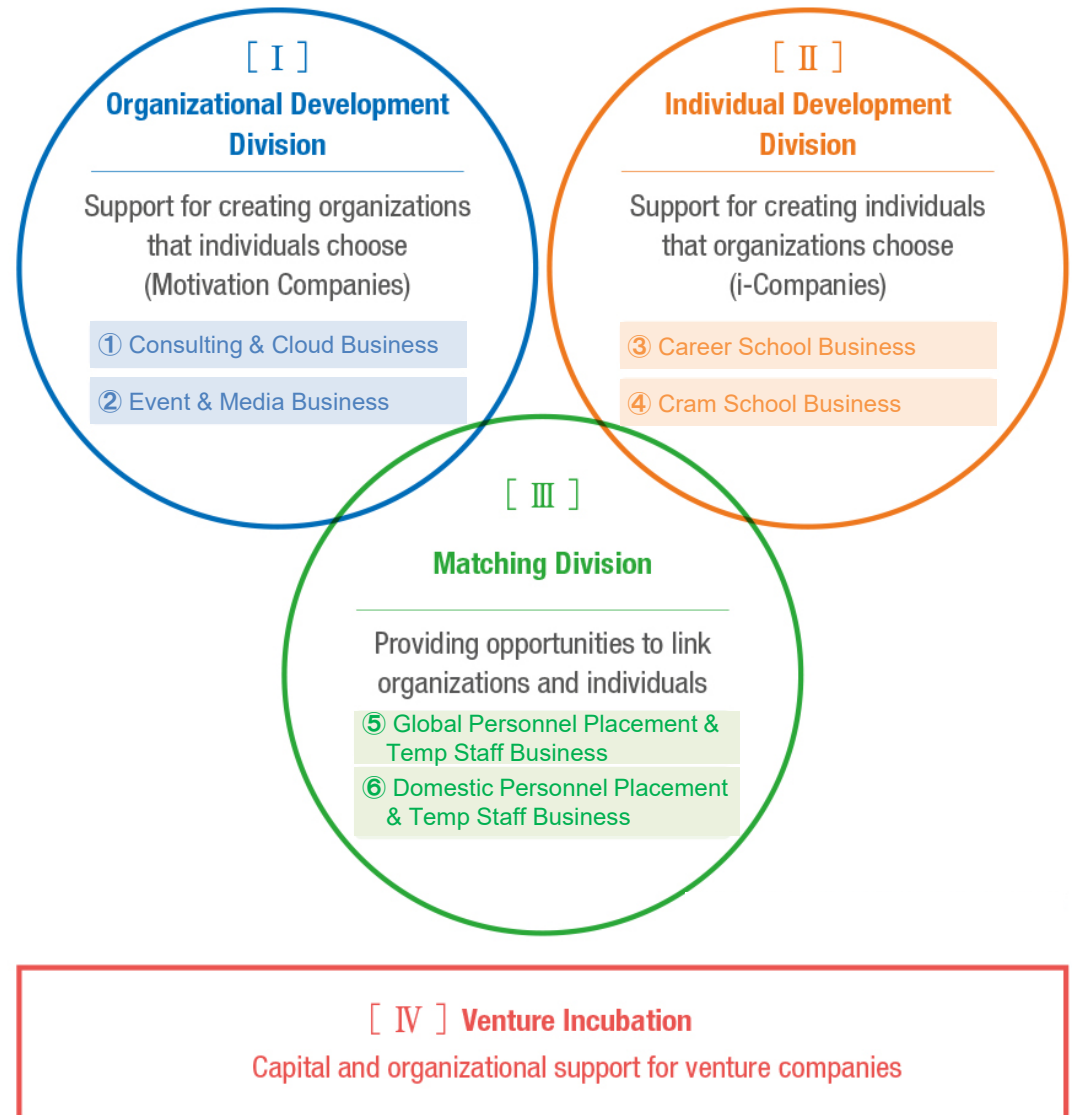 [ Ⅰ ]
Organizational Development
Division
Support for creating organizations
that individuals choose
(Motivation Companies)
① Consulting & Cloud Business
② Event & Media Business
[ Ⅱ ]
Individual Development
Division
Support for creating individuals
that organizations choose
(i-Companies)
③ Career School Business
④ Cram School Business
[ Ⅲ ]
Matching Division
Providing opportunities to link
organizations and individuals
⑤ Global Personnel Placement &
Temp Staff Business
⑥ Domestic Personnel Placement
& Temp Staff Business
[ Ⅳ ] Venture Incubation
Capital and organizational support for venture companies